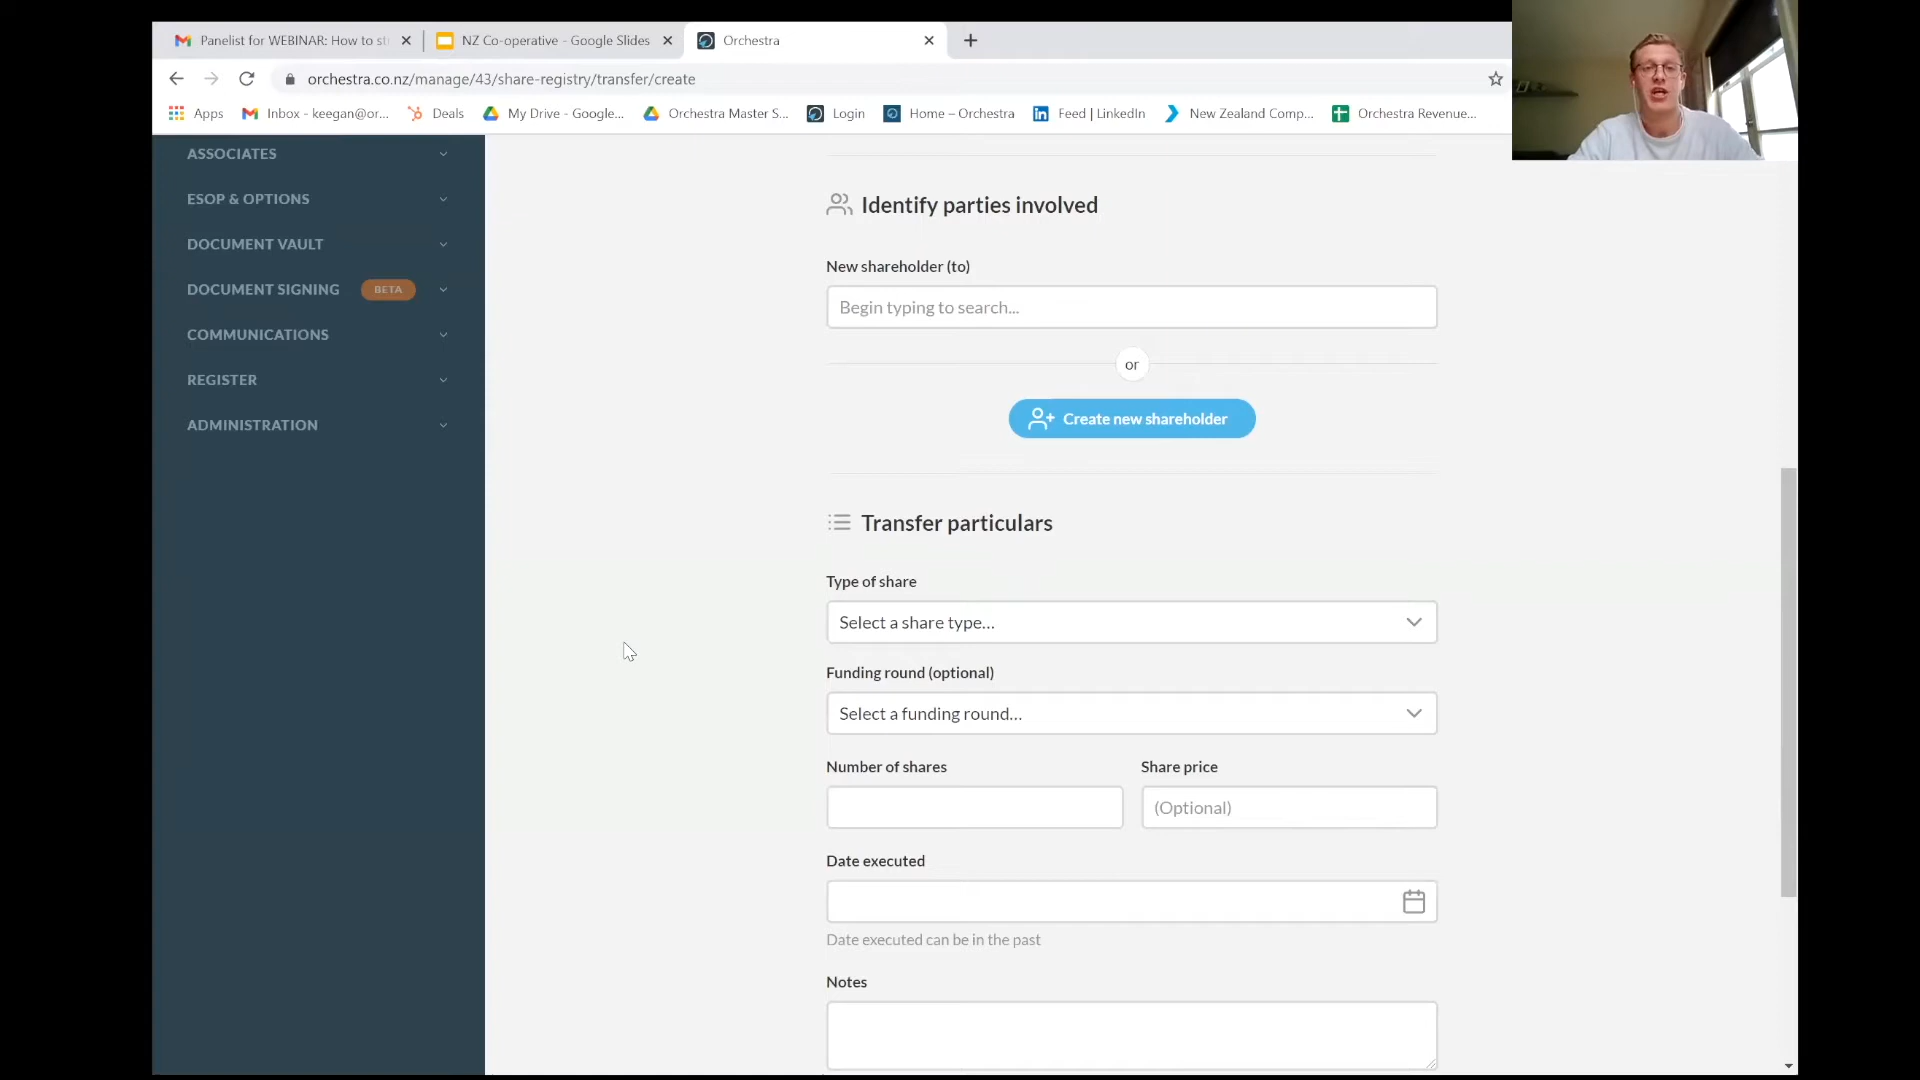 Panelist for WEBINAR: How to st
NZ Co-operative - Google Slides
Orchestra
orchestra.co.nz/manage/43/share-registry/transfer/create
Apps
Inbox - keegan@or...
Deals
My Drive - Google...
Orchestra Master S...
Login
Home – Orchestra
Feed | LinkedIn
New Zealand Comp...
Orchestra Revenue...
ASSOCIATES
ESOP & OPTIONS
DOCUMENT VAULT
DOCUMENT SIGNING BETA
COMMUNICATIONS
REGISTER
ADMINISTRATION
Identify parties involved
New shareholder (to)
Begin typing to search...
or
Create new shareholder
Transfer particulars
Type of share
Select a share type...
Funding round (optional)
Select a funding round...
Number of shares
Share price
(Optional)
Date executed
Date executed can be in the past
Notes